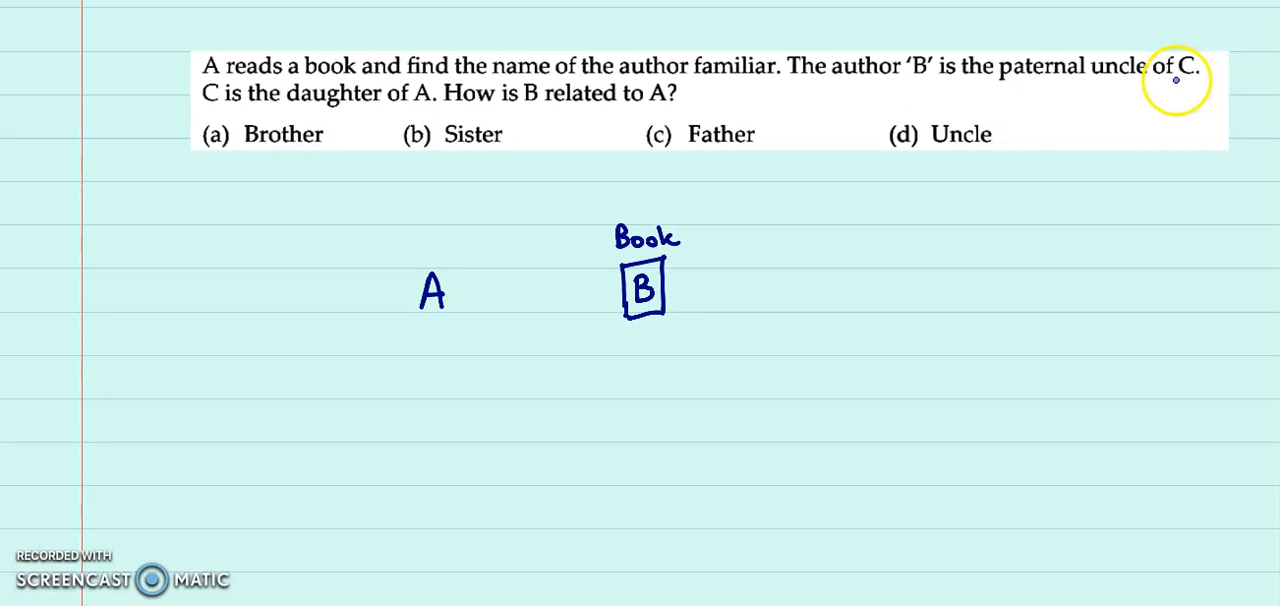 A reads a book and find the name of the author familiar. The author ‘B’ is the paternal uncle of C.
C is the daughter of A. How is B related to A?
(a) Brother (b) Sister (c) Father (d) Uncle
Book
A B
RECORDED WITH
SCREENCAST MATIC